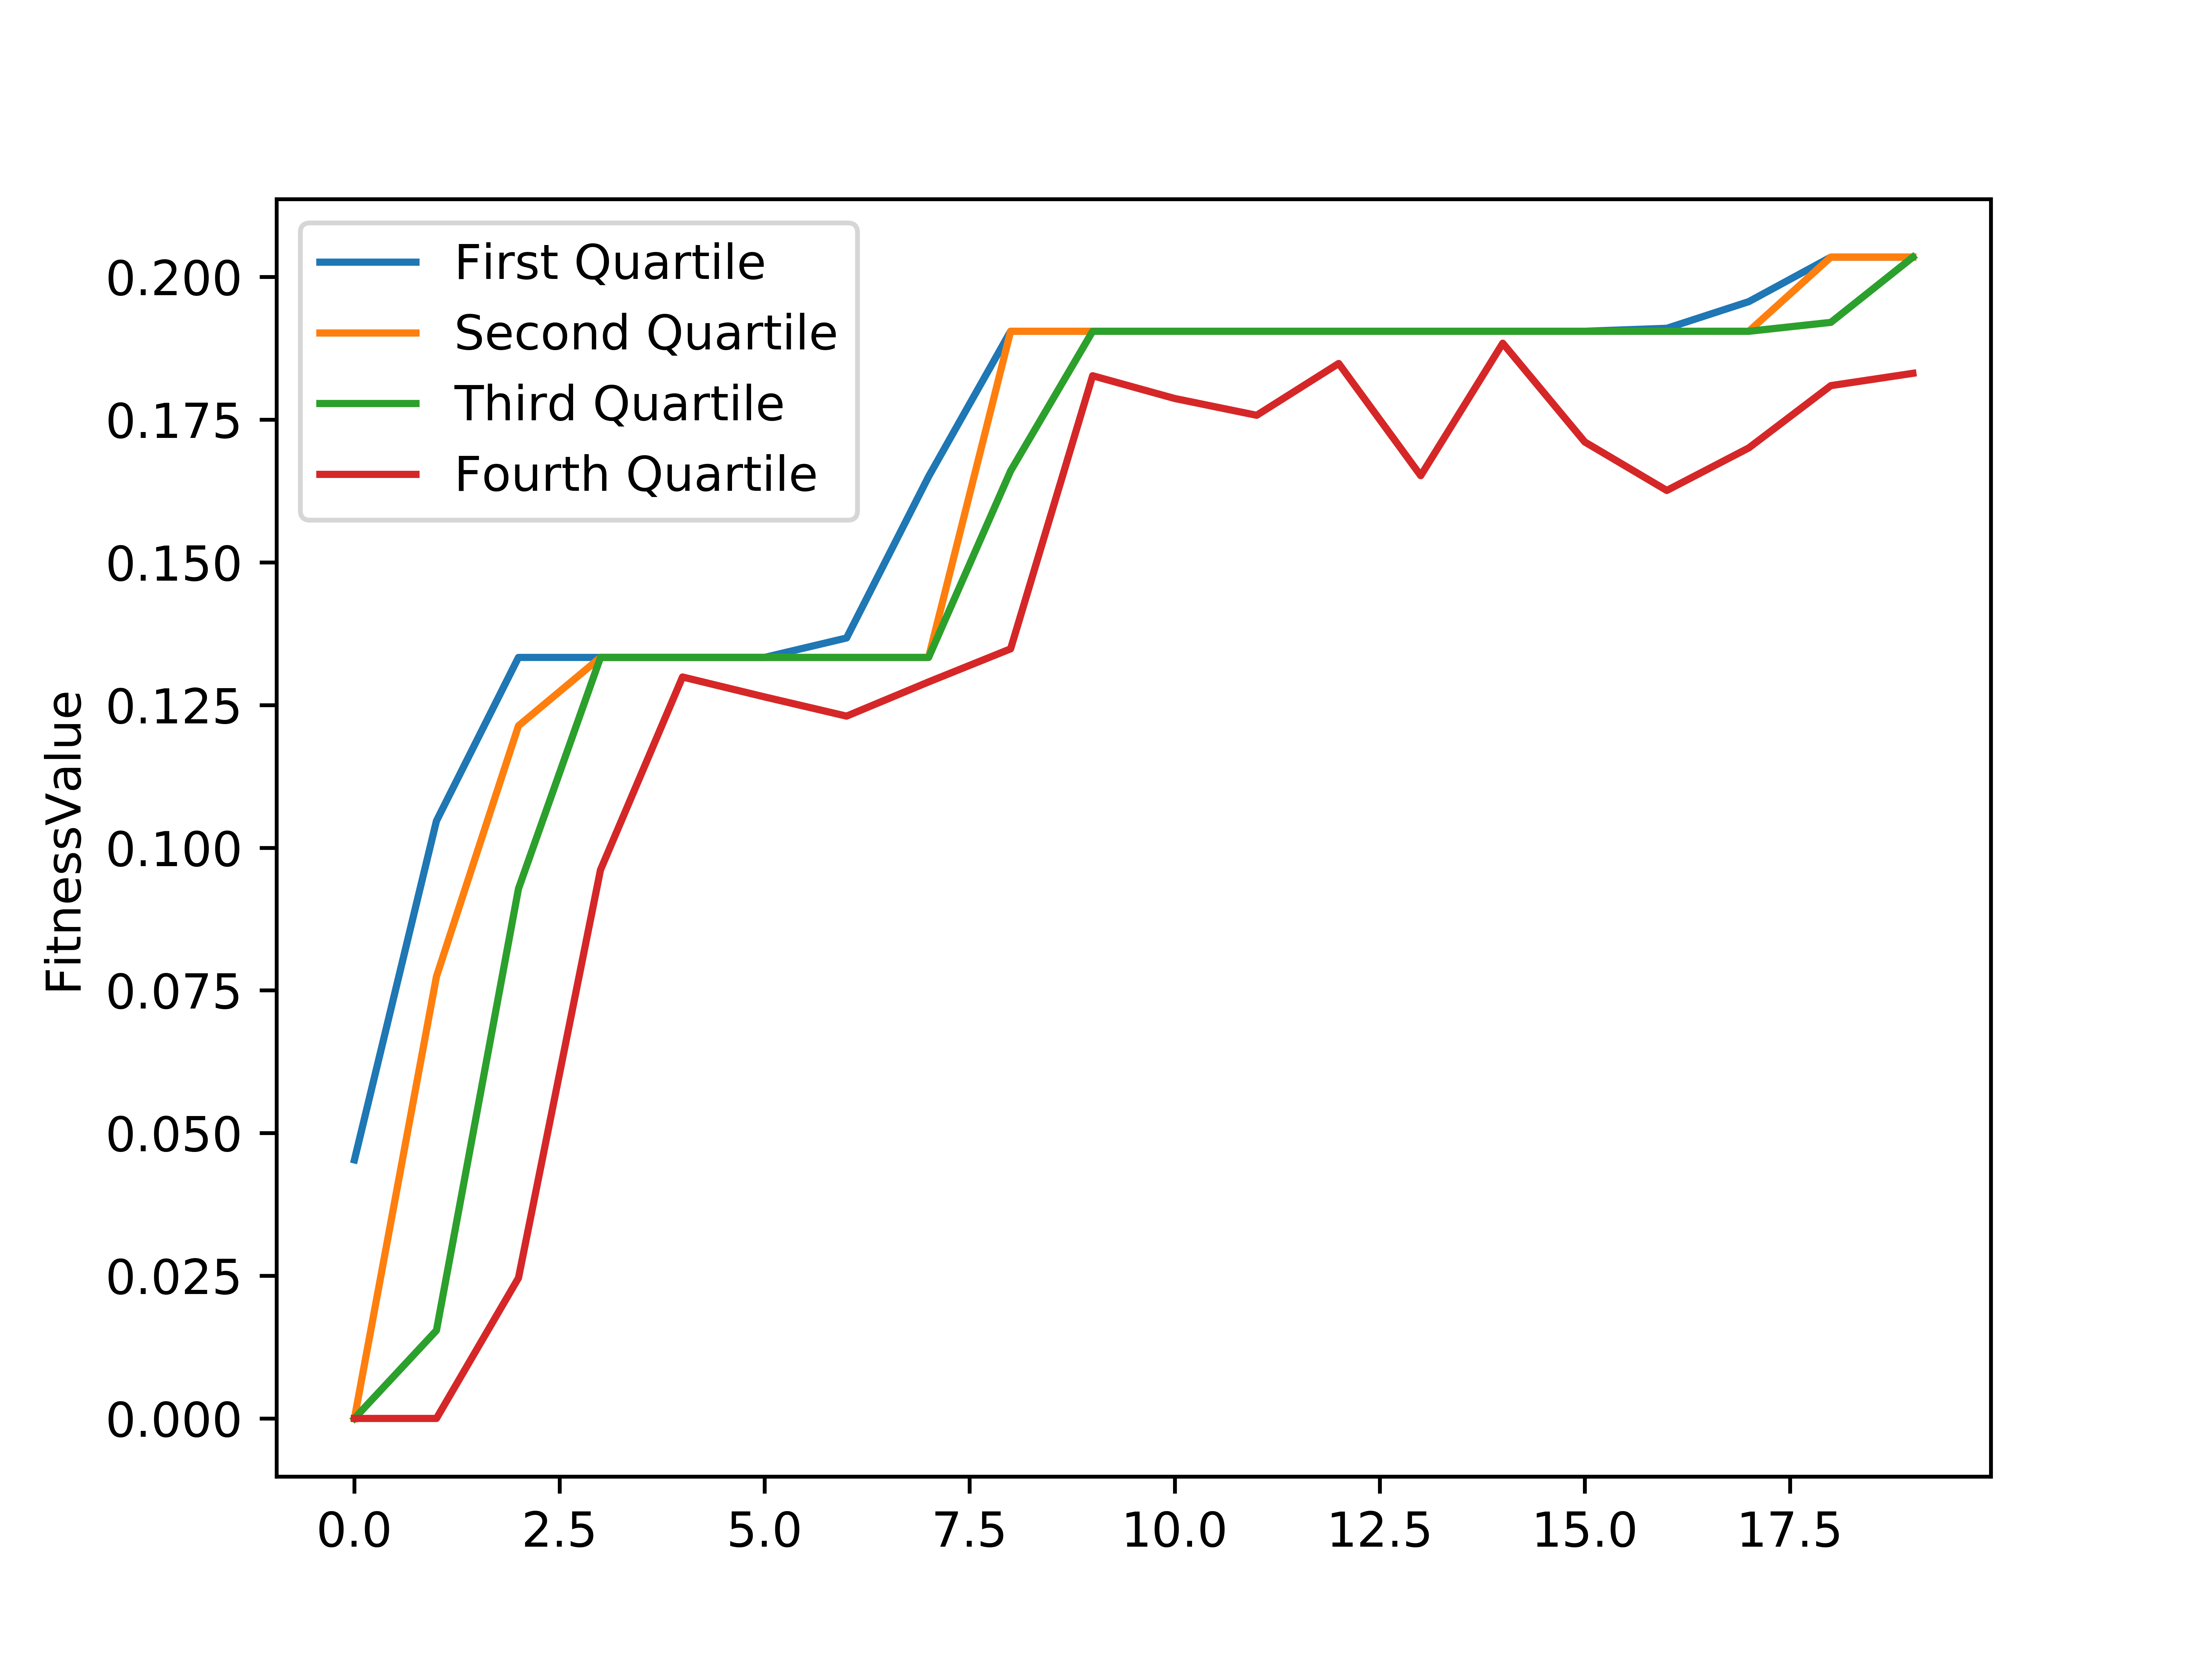 First Quartile
Second Quartile
Third Quartile
Fourth Quartile
FitnessValue
0.200
0.175
0.150
0.125
0.100
0.075
0.050
0.025
0.000
0.0 2.5 5.0 7.5 10.0 12.5 15.0 17.5